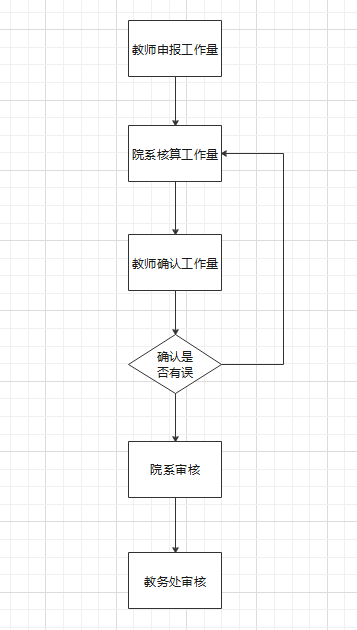 教师申报工作量
院系核算工作量
教师确认工作量
确认是
否有误
院系审核
教务处审核